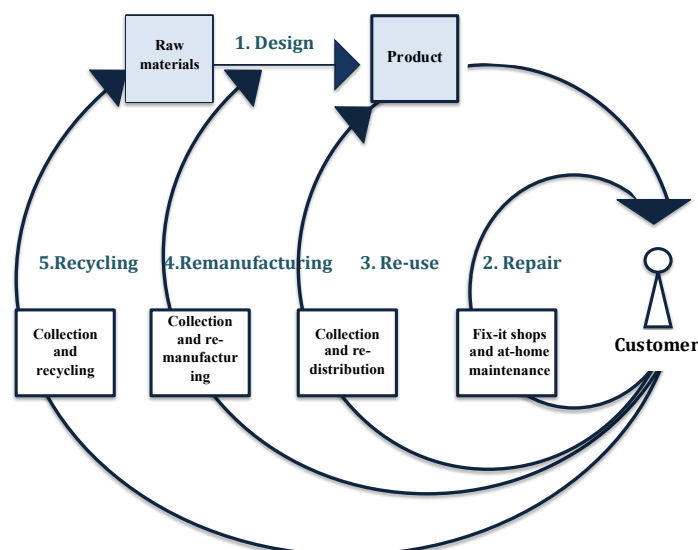 Raw
materials
1. Design
Product
5.Recycling
4.Remanufacturing
3. Re-use
2. Repair
Collection
and
recycling
Collection
and re-
manufactur
ing
Collection
and re-
distribution
Fix-it shops
and at-home
maintenance
Customer